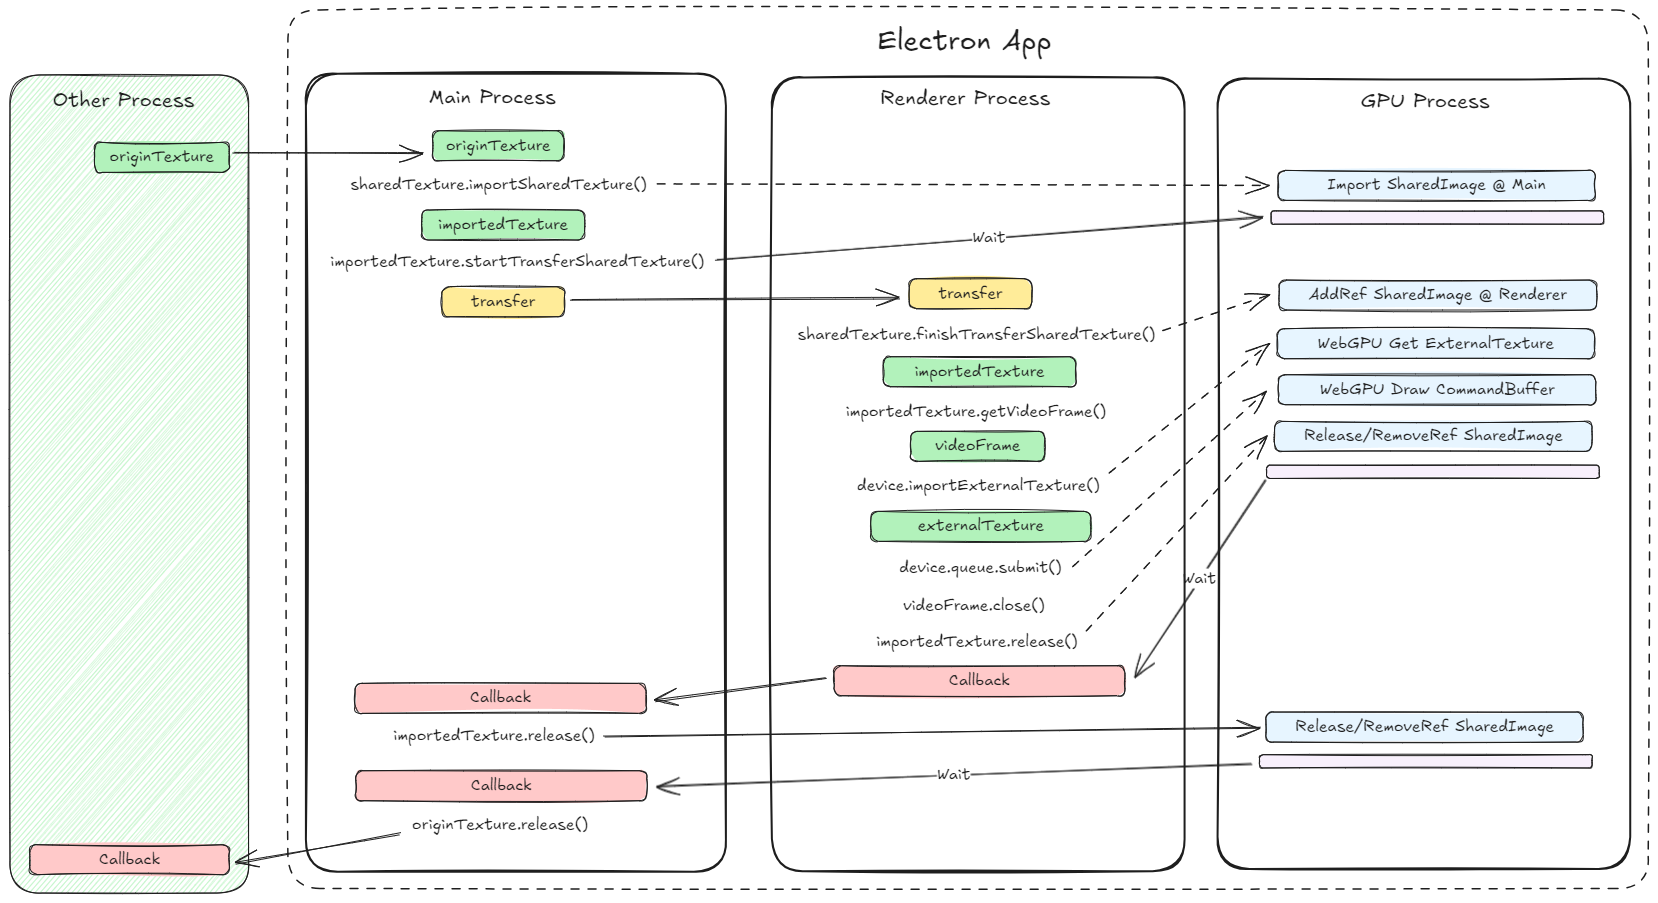 Electron App
Other Process
originTexture
Callback
Main Process
originTexture
sharedTexture.importSharedTexture()
importedTexture
importedTexture.startTransferSharedTexture()
transfer
Callback
importedTexture.release()
Callback
originTexture.release()
Renderer Process
transfer
sharedTexture.finishTransferSharedTexture()
importedTexture
importedTexture.getVideoFrame()
videoFrame
device.importExternalTexture()
externalTexture
device.queue.submit()
videoFrame.close()
importedTexture.release()
Callback
Wait
Wait
Wait
GPU Process
Import SharedImage @ Main
AddRef SharedImage @ Renderer
WebGPU Get ExternalTexture
WebGPU Draw CommandBuffer
Release/RemoveRef SharedImage
Release/RemoveRef SharedImage